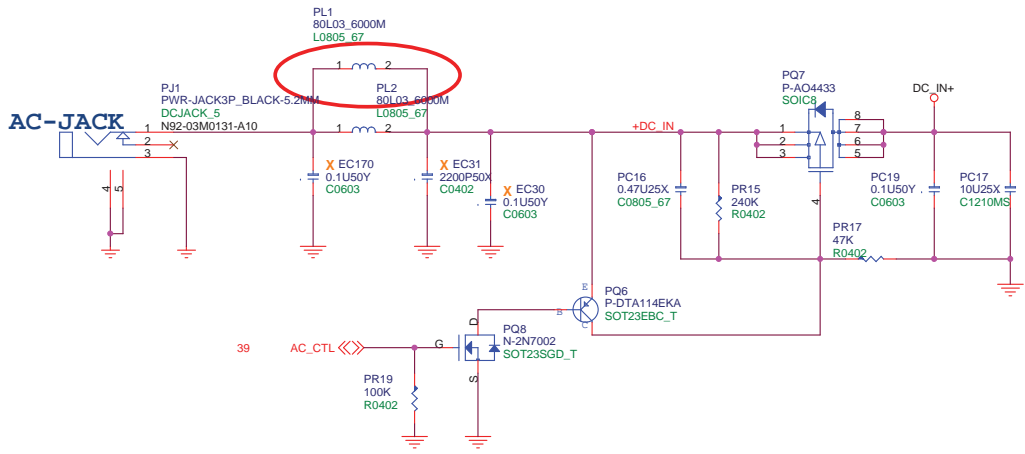 PL1
80L03_6000M
L0805_67
1
2
PJ1
PWR-JACK3P_BLACK-5.2MM
DCJACK_5
N92-03M0131-A10
AC-JACK
1
2
3
4
5
PL2
80L03_6000M
L0805_67
1
2
X EC170
0.1U50Y
C0603
X EC31
2200P50X
C0402
X EC30
0.1U50Y
C0603
+DC_IN
PQ7
P-AO4433
SOIC8
1
2
3
8
7
6
5
4
DC_IN+
PC16
0.47U25X
C0805_67
PR15
240K
R0402
PC19
0.1U50Y
C0603
PC17
10U25X
C1210MS
PR17
47K
R0402
E
B
C
PQ6
P-DTA114EKA
SOT23EBC_T
D
G
S
PQ8
N-2N7002
SOT23SGD_T
39 AC_CTL
PR19
100K
R0402